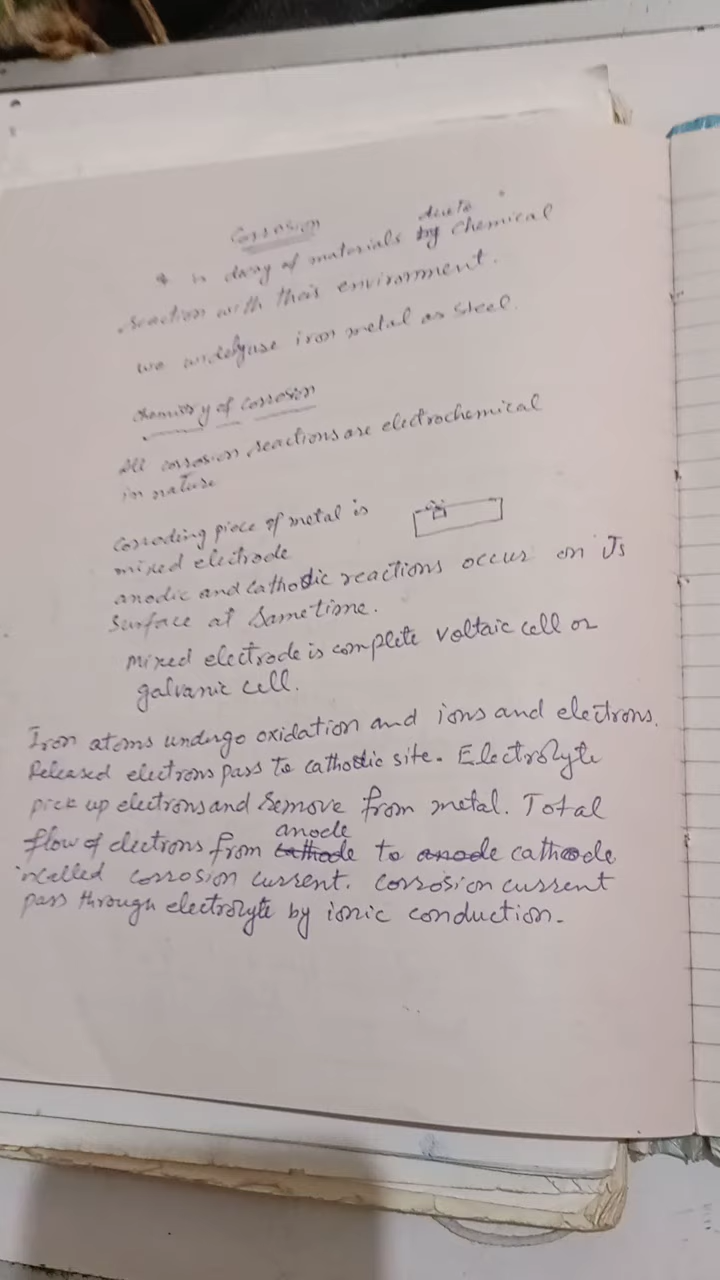 Corrosion
is decay of materials due to by chemical
reaction with their environment.
we widely use iron metal as steel.
chemistry of corrosion
All corrosion reactions are electrochemical
in nature
Corroding piece of metal is
mixed electrode
anodic and cathodic reactions occur on Its
surface at sametime.
Mixed electrode is complete voltaic cell or
galvanic cell.
Iron atoms undergo oxidation and ions and electrons.
Released electrons pass to cathodic site. Electrolyte
pick up electrons and remove from metal. Total
flow of electrons from cathode anode to anode cathode
is called corrosion current. Corrosion current
pass through electrolyte by ionic conduction.